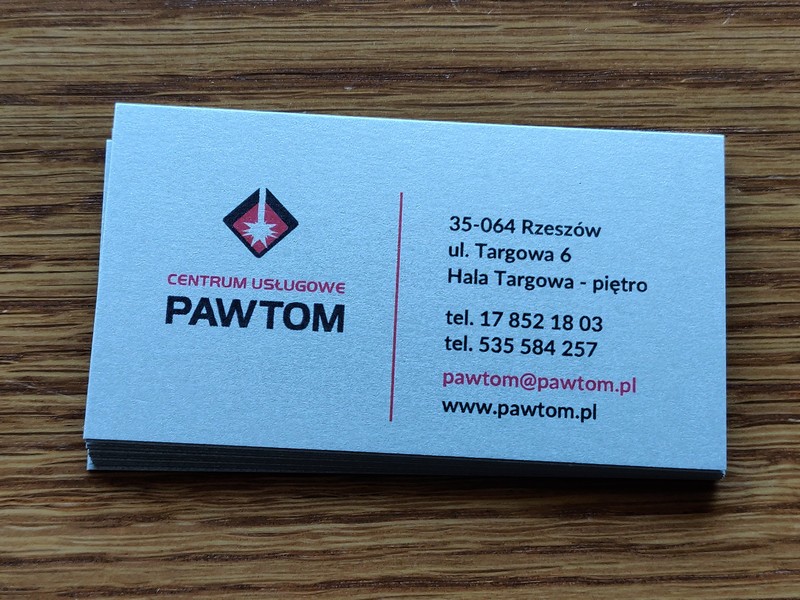 CENTRUM USŁUGOWE
PAWTOM
35-064 Rzeszów
ul. Targowa 6
Hala Targowa - piętro
tel. 17 852 18 03
tel. 535 584 257
pawtom@pawtom.pl
www.pawtom.pl